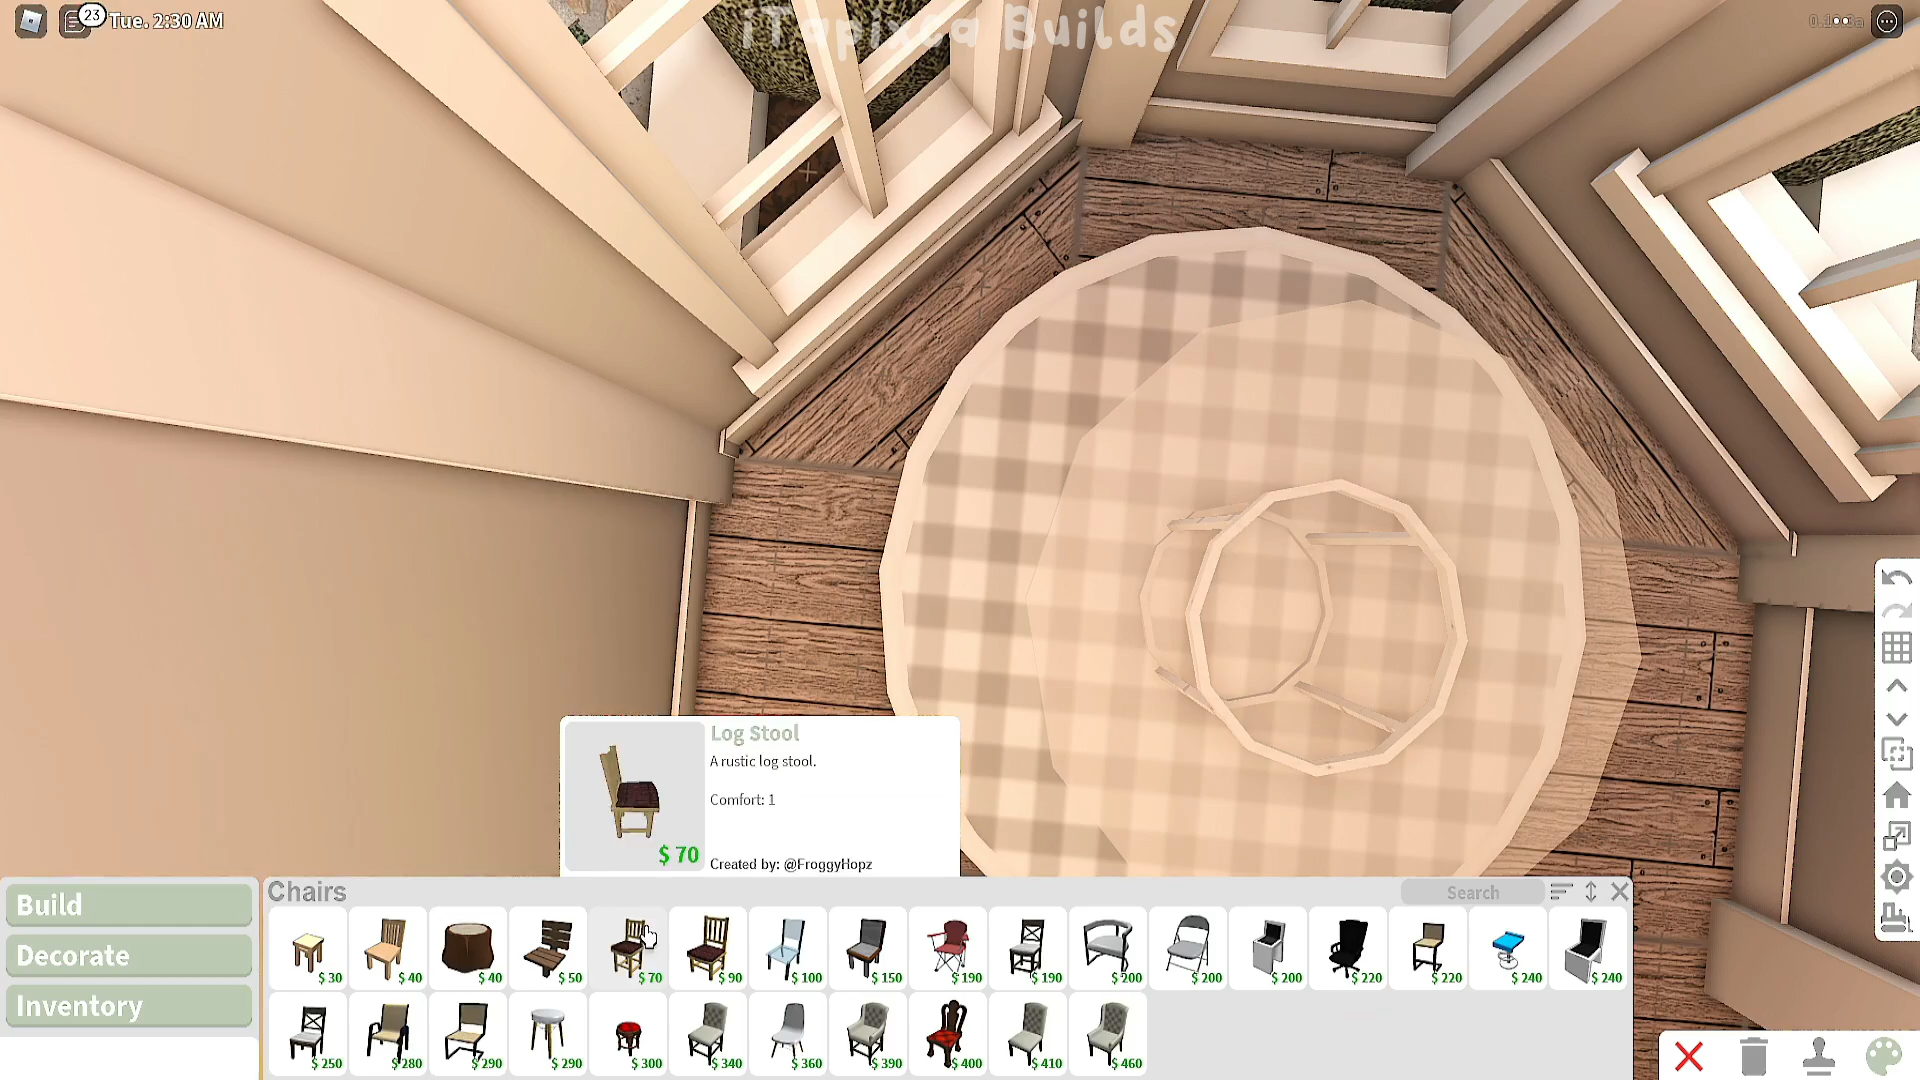 23 Tue. 2:30 AM
iTapixca Builds
Log Stool
A rustic log stool.
Comfort: 1
$ 70
Created by: @FroggyHopz
Build
Decorate
Inventory
Chairs
Search
$ 30 $ 40 $ 40 $ 50 $ 70 $ 90 $ 100 $ 150 $ 190 $ 190 $ 200 $ 200 $ 200 $ 220 $ 220 $ 240 $ 240
$ 250 $ 280 $ 290 $ 290 $ 300 $ 340 $ 360 $ 390 $ 400 $ 410 $ 460